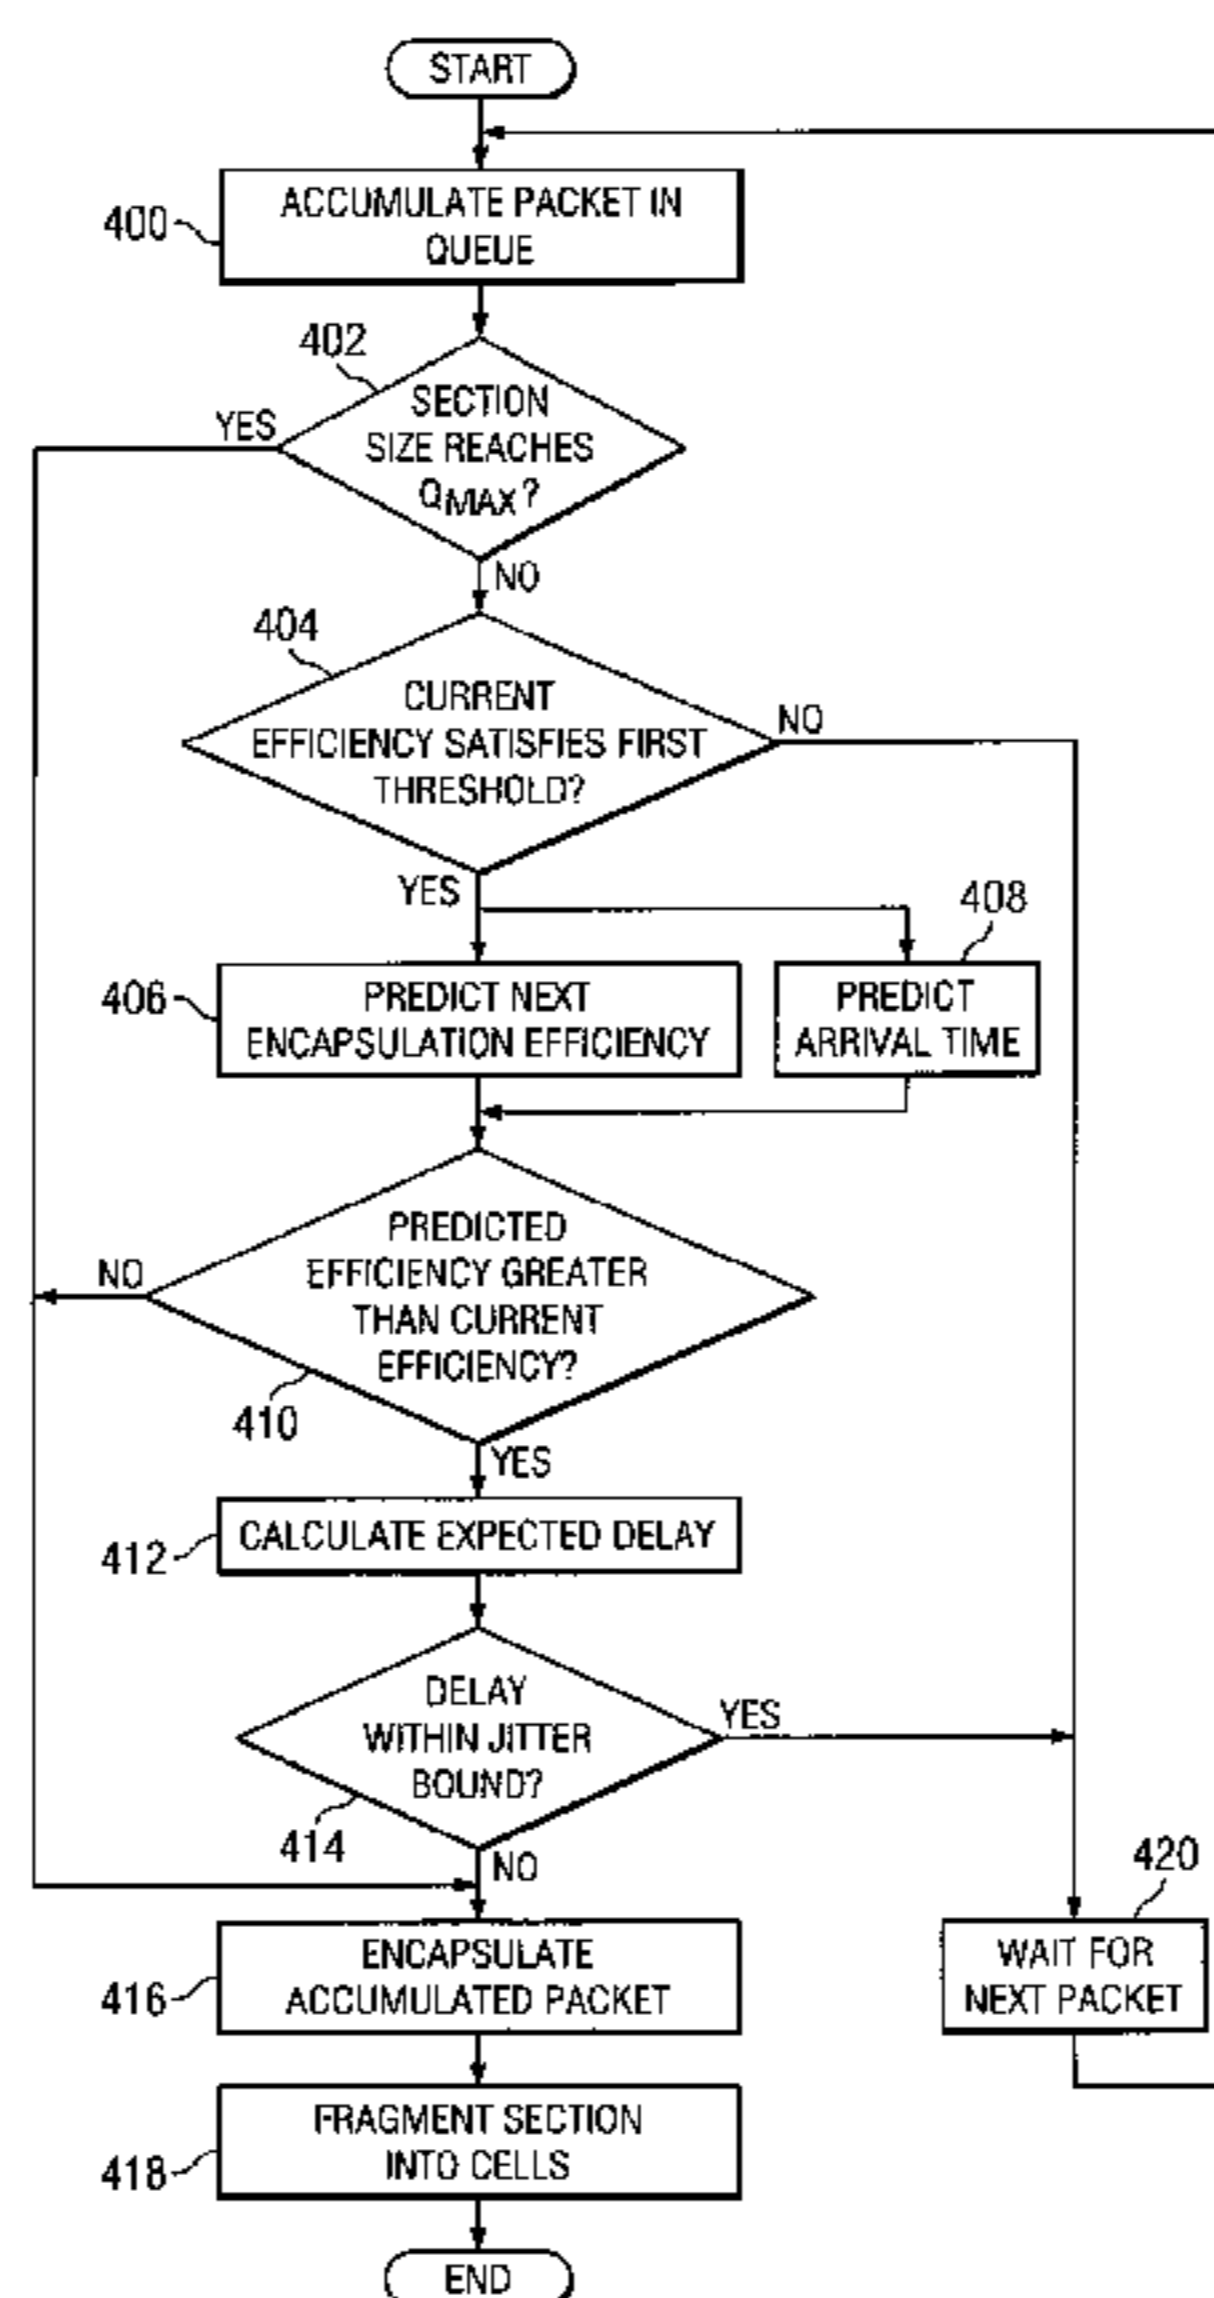 START
ACCUMULATE PACKET IN
QUEUE
400
402
SECTION
SIZE REACHES
QMAX?
YES
NO
404
CURRENT
EFFICIENCY SATISFIES FIRST
THRESHOLD?
NO
YES
408
406
PREDICT NEXT
ENCAPSULATION EFFICIENCY
PREDICT
ARRIVAL TIME
PREDICTED
EFFICIENCY GREATER
THAN CURRENT
EFFICIENCY?
NO
410
YES
412
CALCULATE EXPECTED DELAY
DELAY
WITHIN JITTER
BOUND?
YES
414
NO
420
416
ENCAPSULATE
ACCUMULATED PACKET
WAIT FOR
NEXT PACKET
418
FRAGMENT SECTION
INTO CELLS
END